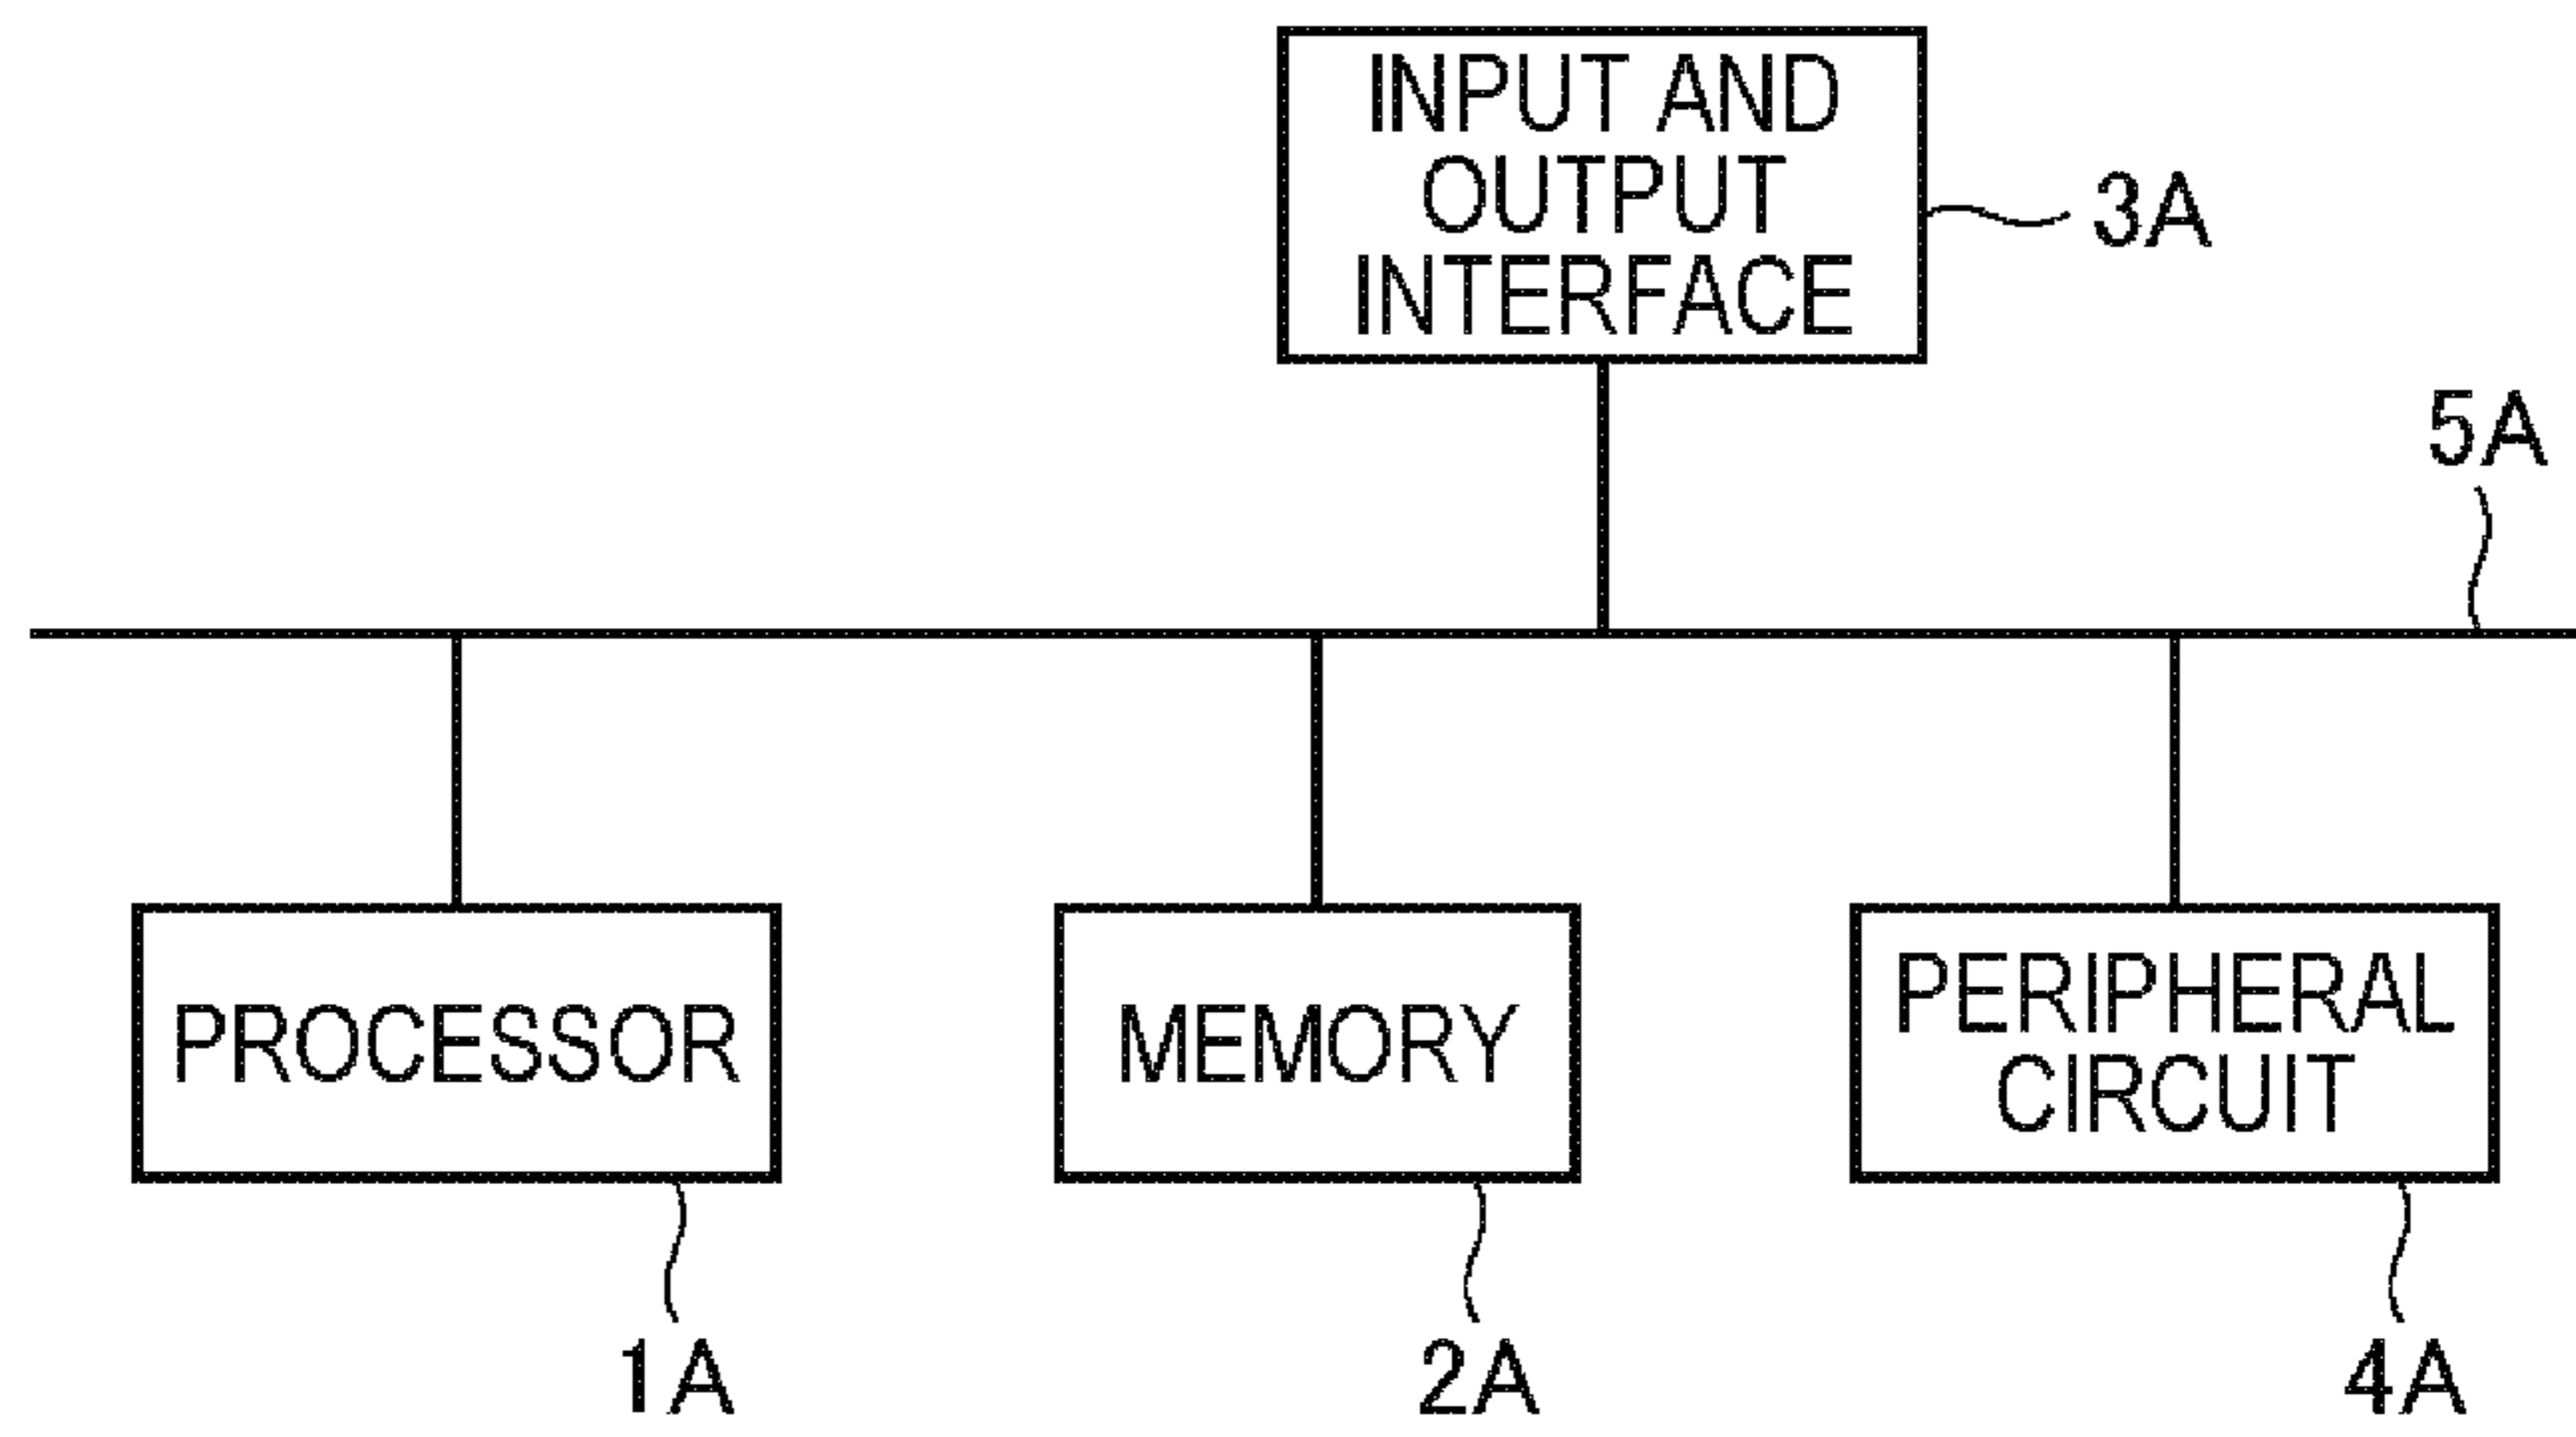 INPUT AND
OUTPUT
INTERFACE
3A
5A
PROCESSOR
MEMORY
PERIPHERAL
CIRCUIT
1A
2A
4A